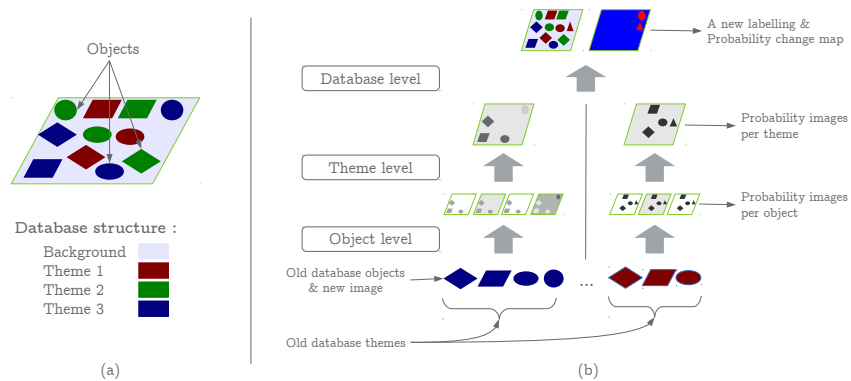 Objects
Database structure :
Background
Theme 1
Theme 2
Theme 3
(a)
A new labelling &
Probability change map
Database level
Probability images
per theme
Theme level
Probability images
per object
Object level
Old database objects
& new image
...
Old database themes
(b)